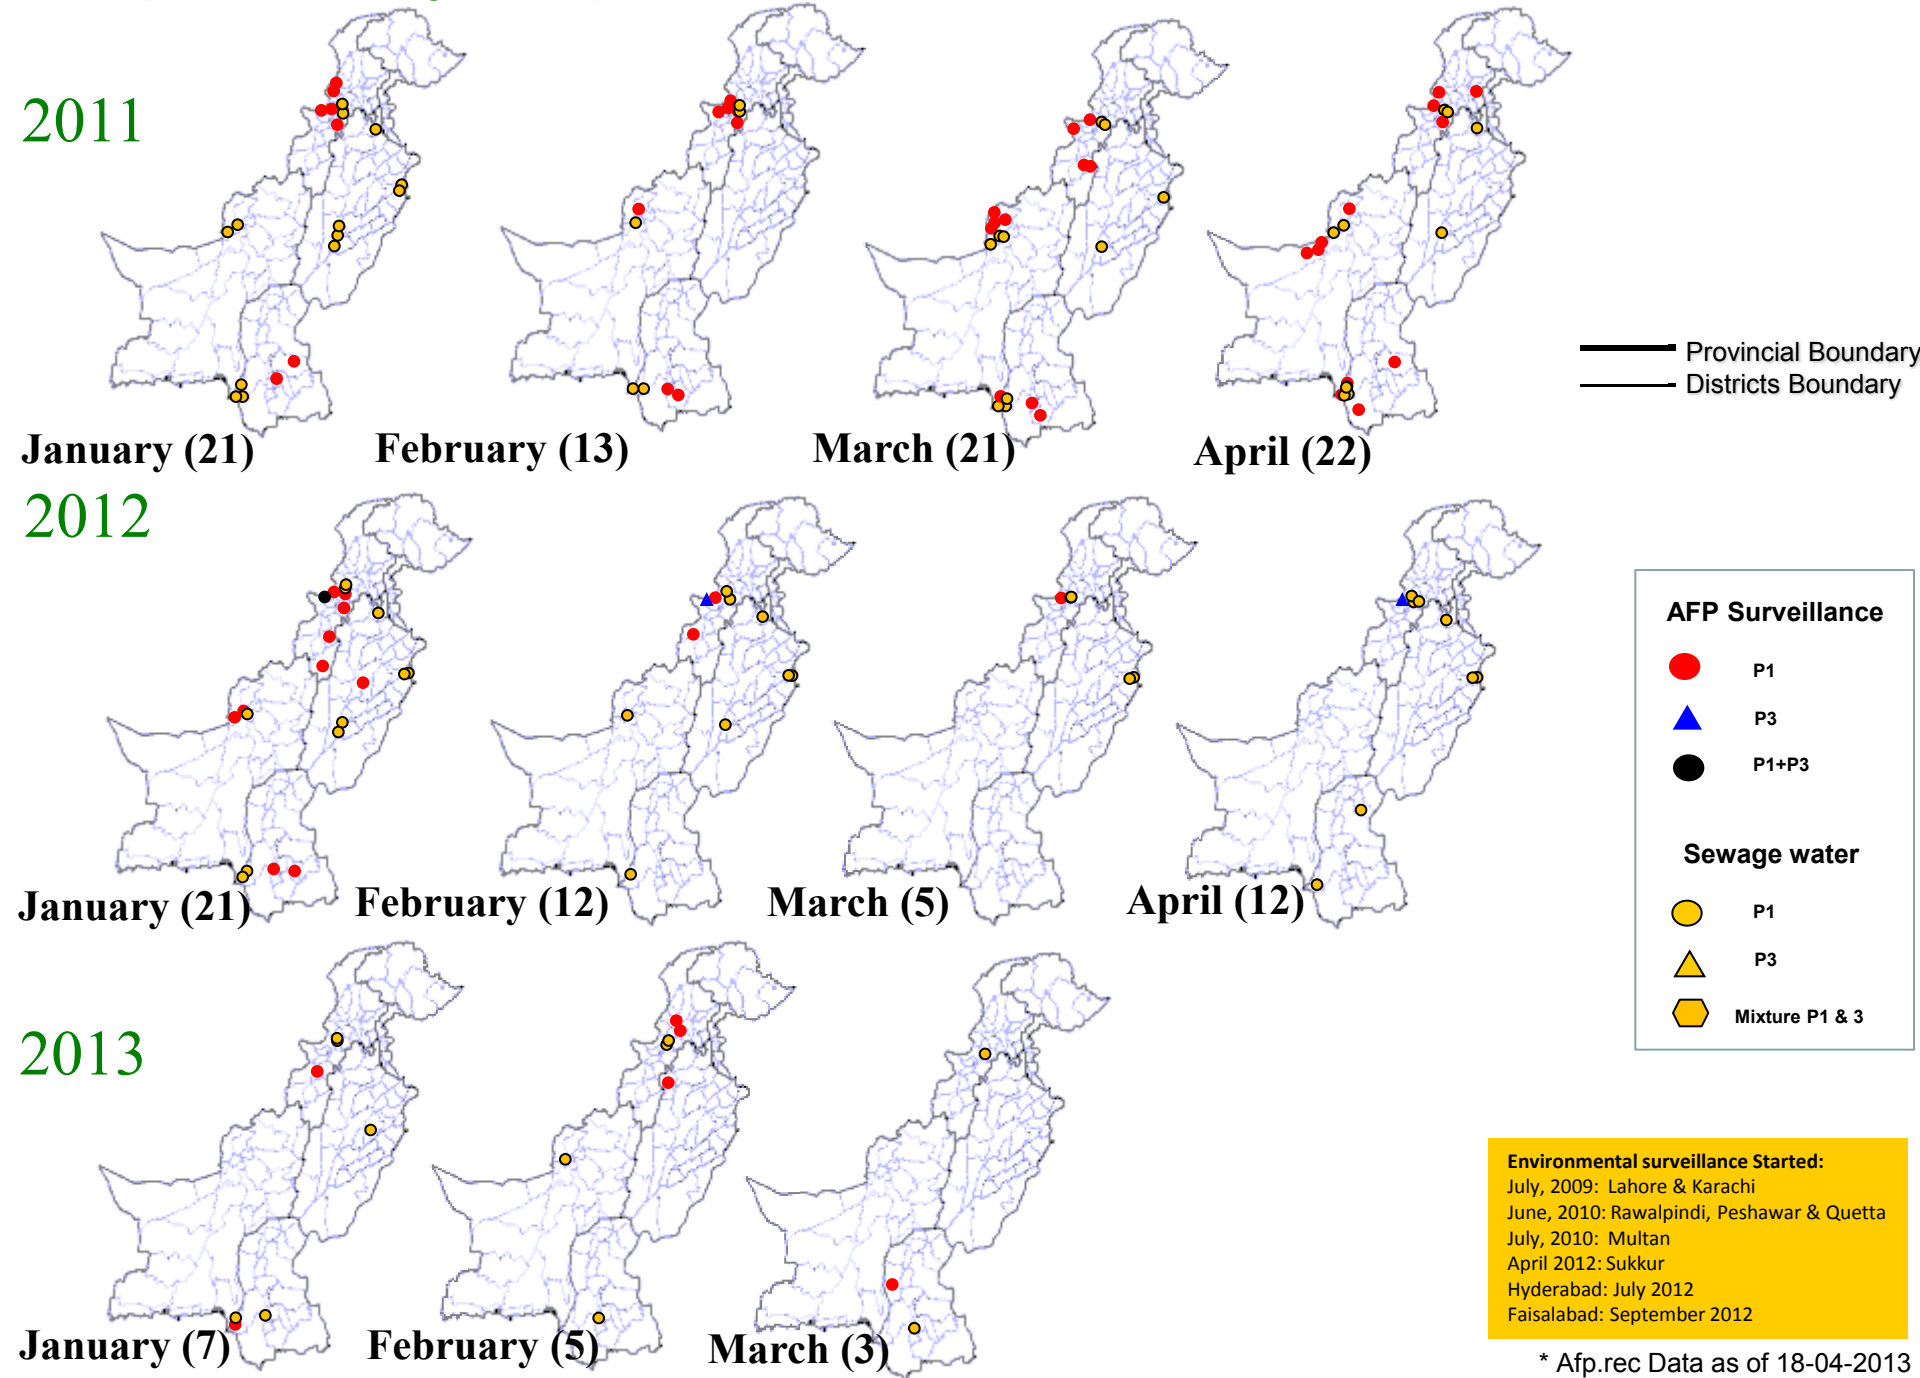 2011
January (21)
February (13)
March (21)
April (22)
Provincial Boundary
Districts Boundary
2012
January (21)
February (12)
March (5)
April (12)
AFP Surveillance
P1
P3
P1+P3
Sewage water
P1
P3
Mixture P1 & 3
2013
January (7)
February (5)
March (3)
Environmental surveillance Started:
July, 2009: Lahore & Karachi
June, 2010: Rawalpindi, Peshawar & Quetta
July, 2010: Multan
April 2012: Sukkur
Hyderabad: July 2012
Faisalabad: September 2012
* Afp.rec Data as of 18-04-2013